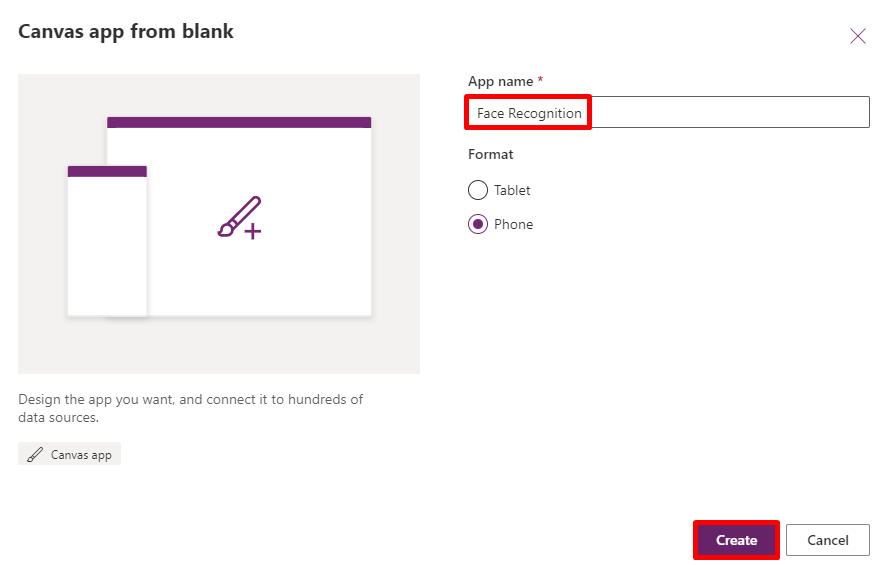 Canvas app from blank
App name *
Face Recognition
Format
Tablet
Phone
Design the app you want, and connect it to hundreds of
data sources.
Canvas app
Create
Cancel